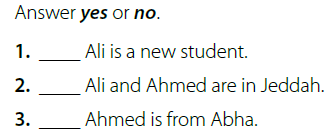 Answer yes or no.
1. _____ Ali is a new student.
2. _____ Ali and Ahmed are in Jeddah.
3. _____ Ahmed is from Abha.